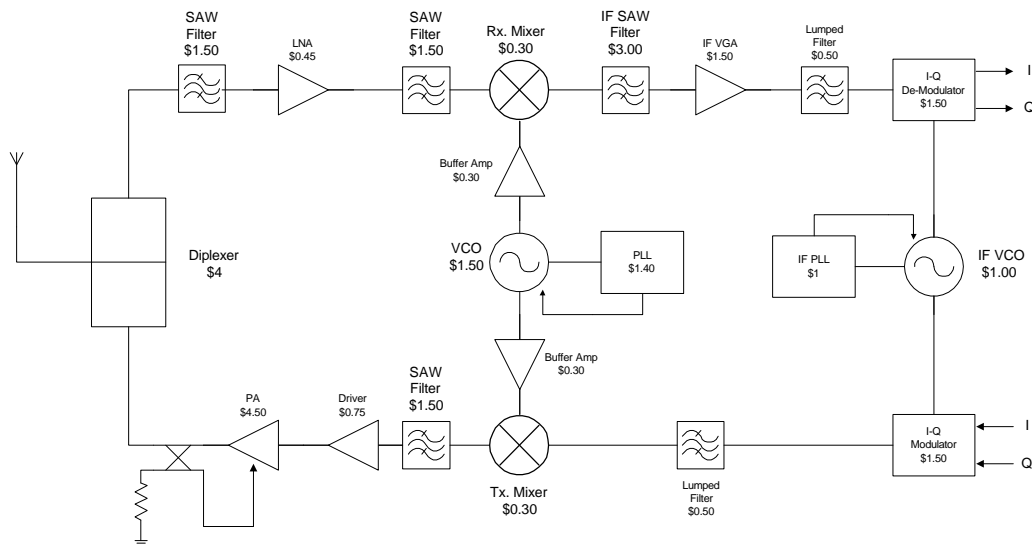 SAW
Filter
$1.50
LNA
$0.45
SAW
Filter
$1.50
Rx. Mixer
$0.30
IF SAW
Filter
$3.00
IF VGA
$1.50
Lumped
Filter
$0.50
I-Q
De-Modulator
$1.50
I
Q
Buffer Amp
$0.30
Diplexer
$4
VCO
$1.50
PLL
$1.40
IF PLL
$1
IF VCO
$1.00
Buffer Amp
$0.30
PA
$4.50
Driver
$0.75
SAW
Filter
$1.50
Tx. Mixer
$0.30
Lumped
Filter
$0.50
I-Q
Modulator
$1.50
I
Q